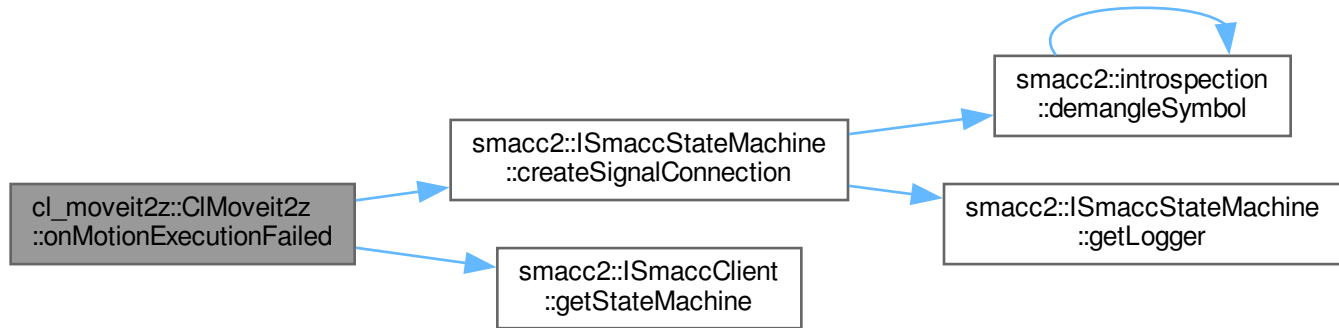 cl_moveit2z::ClMoveit2z
::onMotionExecutionFailed
smacc2::ISmaccStateMachine
::createSignalConnection
smacc2::introspection
::demangleSymbol
smacc2::ISmaccStateMachine
::getLogger
smacc2::ISmaccClient
::getStateMachine